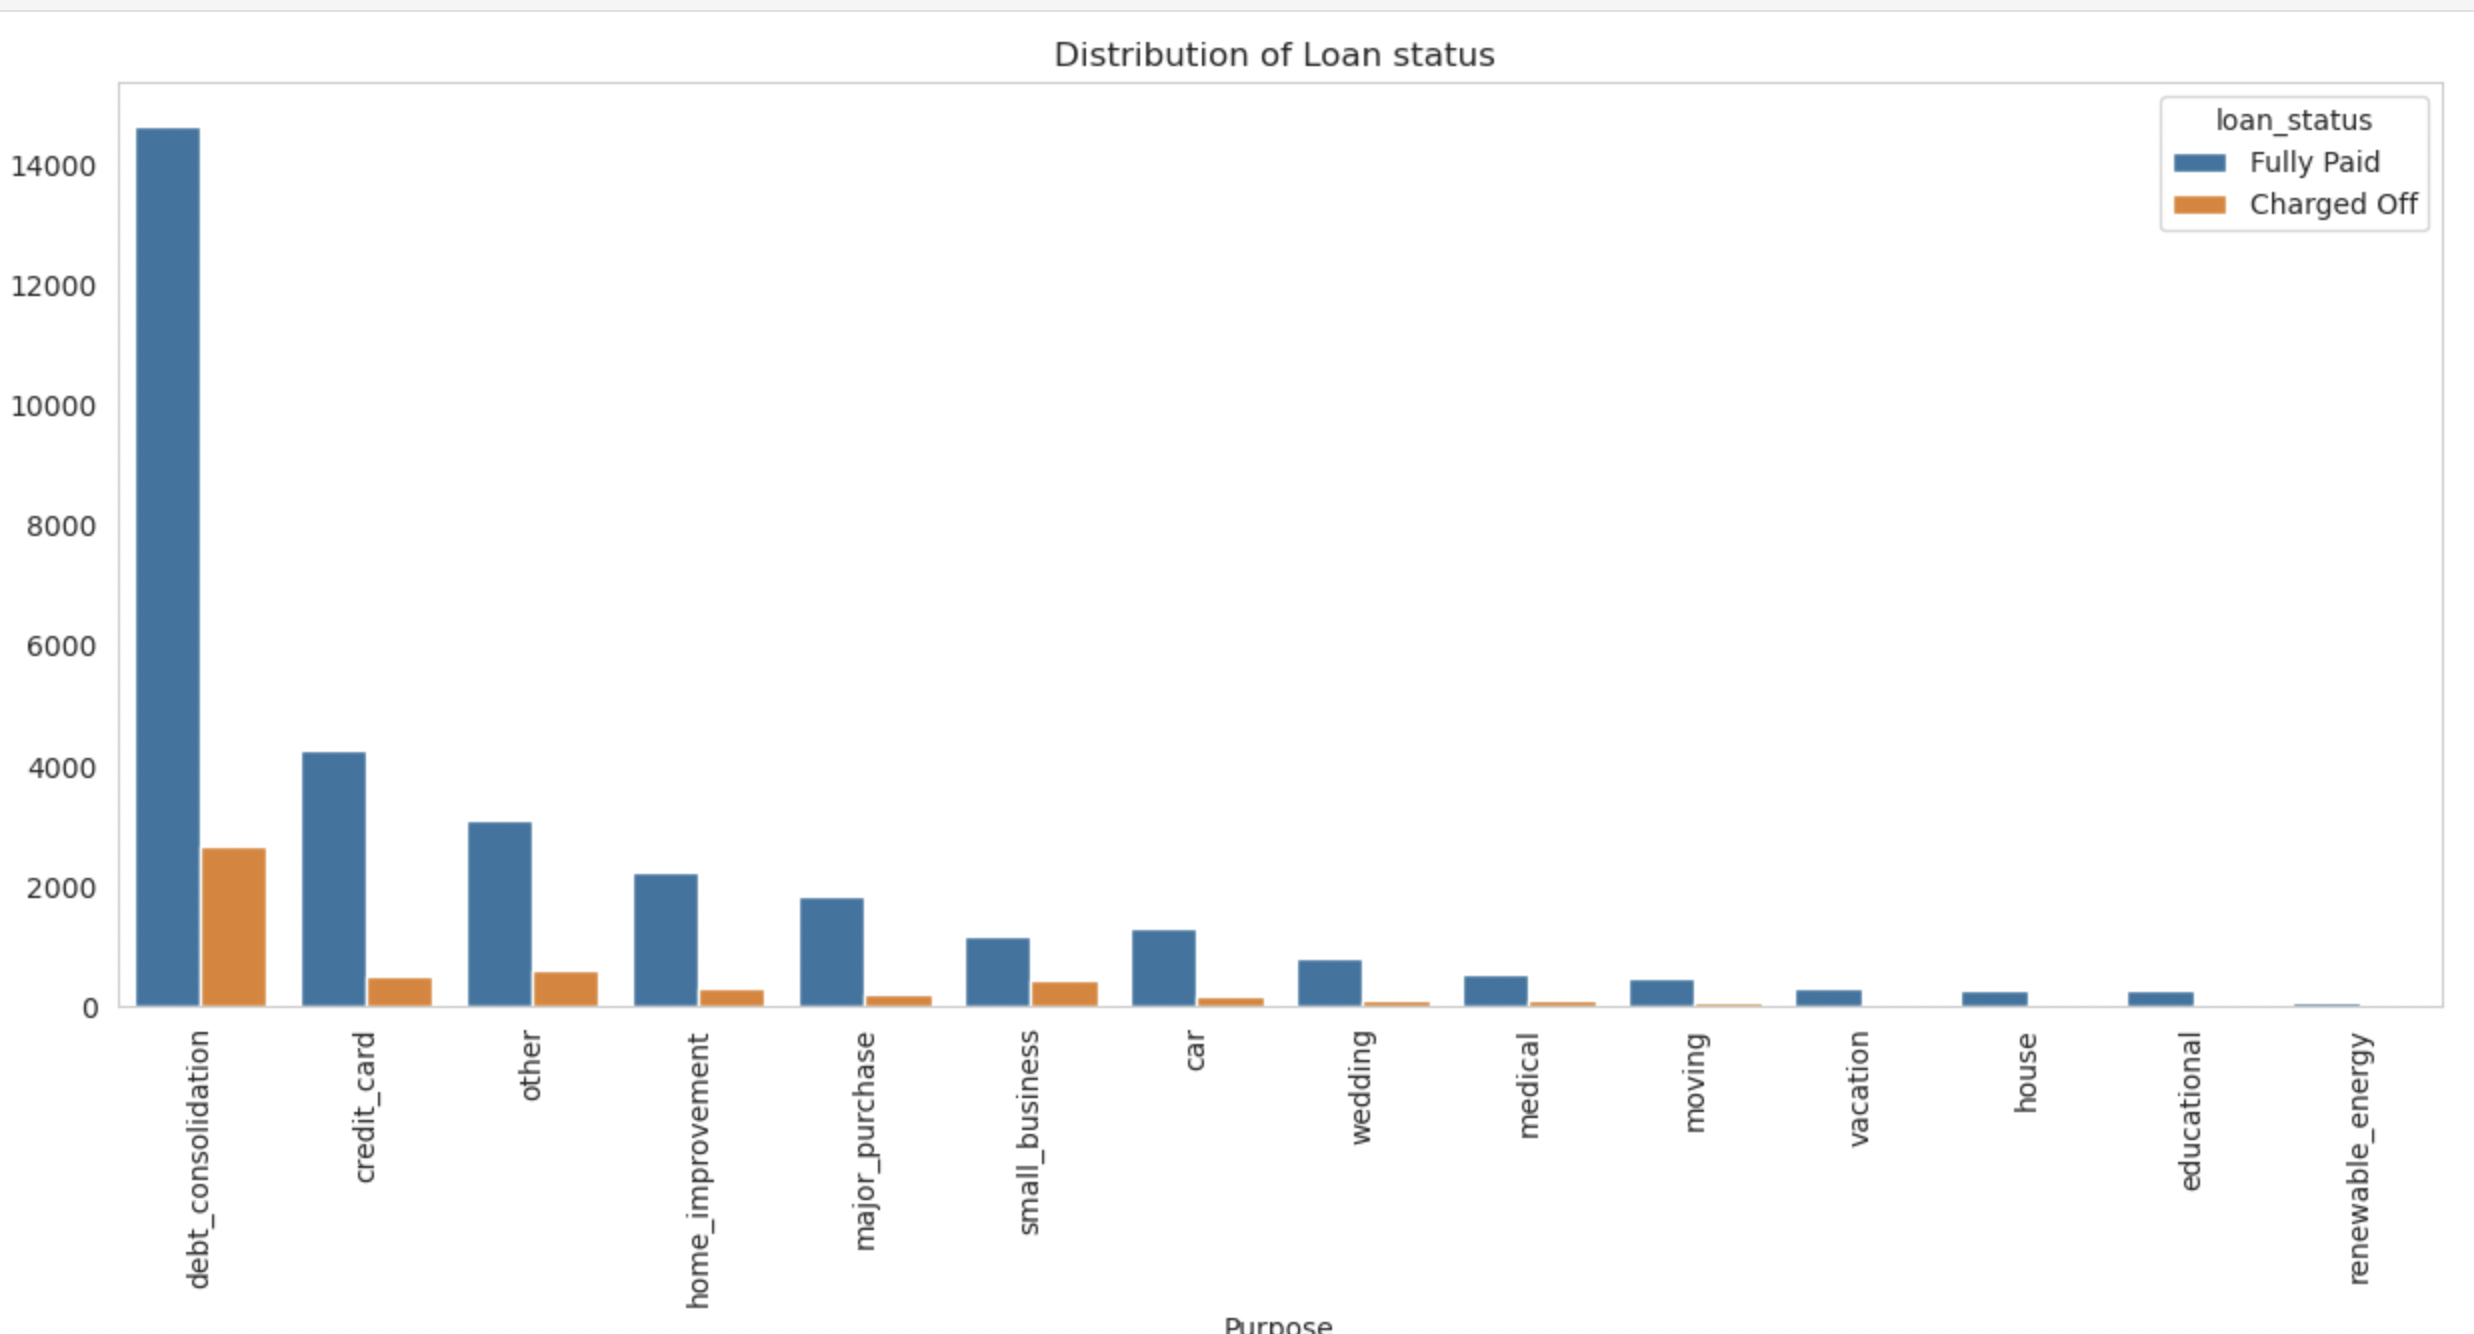 Distribution of Loan status
loan_status
Fully Paid
Charged Off
14000
12000
10000
8000
6000
4000
2000
0
debt_consolidation
credit_card
other
home_improvement
major_purchase
small_business
car
wedding
medical
moving
vacation
house
educational
renewable_energy
Purpose